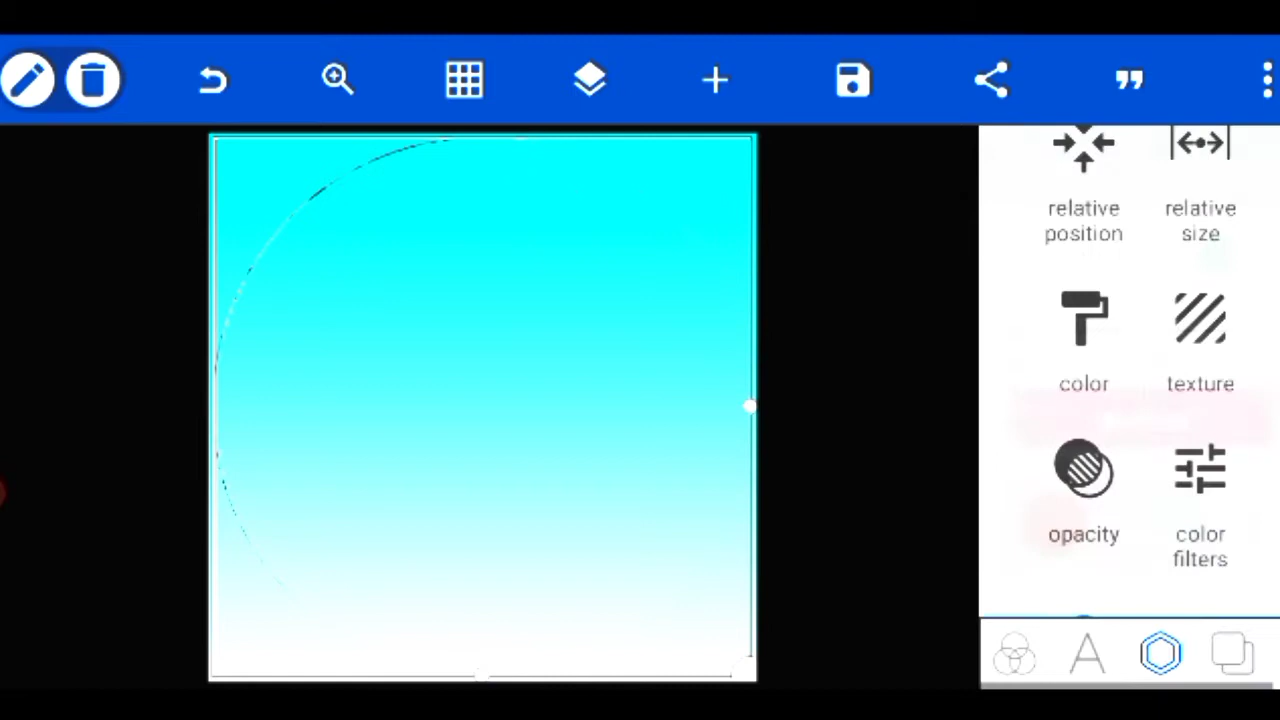 relative
position
relative
size
color
texture
opacity
color
filters